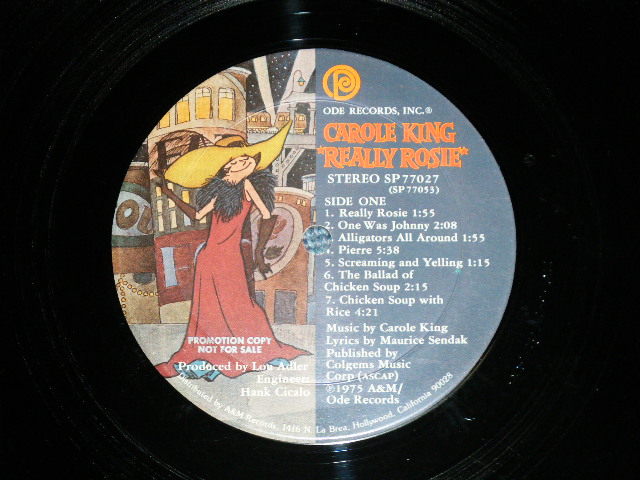 ODE RECORDS, INC.®
CAROLE KING
"REALLY ROSIE"
STEREO SP 77027
(SP 77053)
SIDE ONE
1. Really Rosie 1:55
2. One Was Johnny 2:08
Alligators All Around 1:55
4. Pierre 5:38
5. Screaming and Yelling 1:15
6. The Ballad of
Chicken Soup 2:15
7. Chicken Soup with
Rice 4:21
Music by Carole King
Lyrics by Maurice Sendak
Published by
Colgems Music
Corp (ASCAP)
℗1975 A&M/
Ode Records
PROMOTION COPY
NOT FOR SALE
Produced by Lou Adler
Engineer:
Hank Cicalo
Distributed by A&M Records, 1416 N. La Brea, Hollywood, California 90028